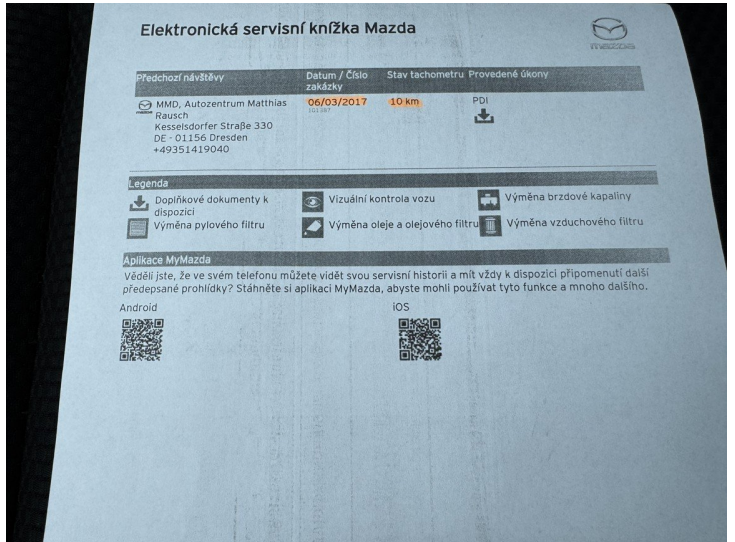 Elektronická servisní knížka Mazda
mazda
Předchozí návštěvy
Datum / Číslo
zakázky
Stav tachometru
Provedené úkony
MMD, Autozentrum Matthias
Rausch
Kesselsdorfer Straße 330
DE - 01156 Dresden
+49351419040
06/03/2017
10 km
PDI
Legenda
Doplňkové dokumenty k
dispozici
Vizuální kontrola vozu
Výměna brzdové kapaliny
Výměna pylového filtru
Výměna oleje a olejového filtru
Výměna vzduchového filtru
Aplikace MyMazda
Věděli jste, že ve svém telefonu můžete vidět svou servisní historii a mít vždy k dispozici připomenutí další
předepsané prohlídky? Stáhněte si aplikaci MyMazda, abyste mohli používat tyto funkce a mnoho dalšího.
Android
iOS